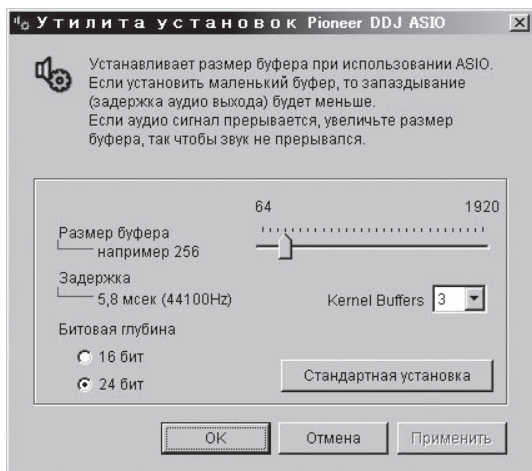 Утилита установок Pioneer DDJ ASIO
Устанавливает размер буфера при использовании ASIO.
Если установить маленький буфер, то запаздывание
(задержка аудио выхода) будет меньше.
Если аудио сигнал прерывается, увеличьте размер
буфера, так чтобы звук не прерывался.
64 1920
Размер буфера
например 256
Задержка
5,8 мсек (44100Hz)
Kernel Buffers 3
Битовая глубина
16 бит
24 бит
Стандартная установка
OK Отмена Применить